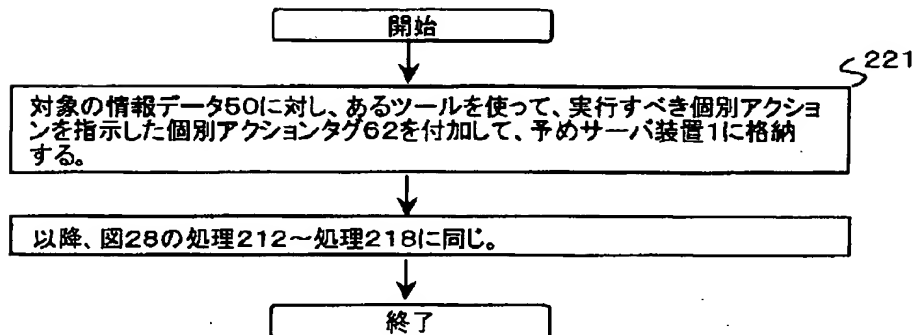 開始
221
対象の情報データ50に対し、あるツールを使って、実行すべき個別アクショ
ンを指示した個別アクションタグ62を付加して、予めサーバ装置1に格納
する。
以降、図28の処理212～処理218に同じ。
終了